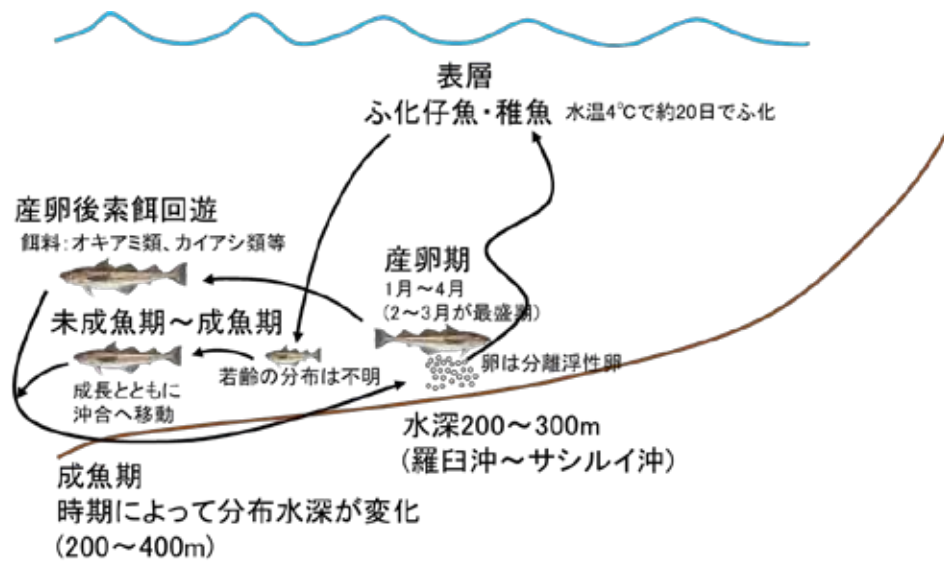 表層
ふ化仔魚・稚魚 水温4℃で約20日でふ化
産卵後索餌回遊
餌料：オキアミ類、カイアシ類等
産卵期
1月～4月
(2～3月が最盛期)
未成魚期～成魚期
若齢の分布は不明
卵は分離浮性卵
成長とともに
沖合へ移動
水深200～300m
(羅臼沖～サシルイ沖)
成魚期
時期によって分布水深が変化
(200～400m)